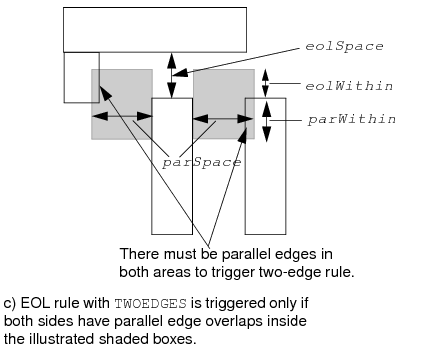 eolSpace
eolWithin
parWithin
parSpace
There must be parallel edges in
both areas to trigger two-edge rule.
c) EOL rule with TWOEDGES is triggered only if
both sides have parallel edge overlaps inside
the illustrated shaded boxes.